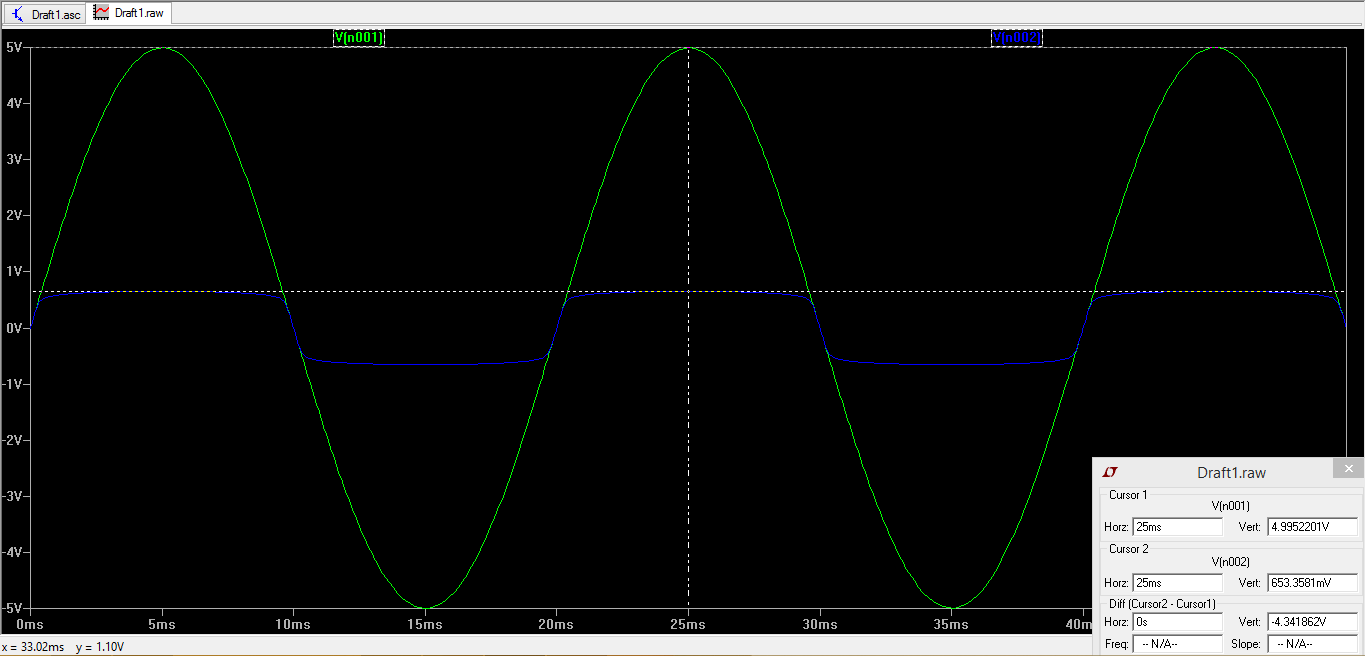 Draft1.asc Draft1.raw
V(n001) V(n002)
5V
4V
3V
2V
1V
0V
-1V
-2V
-3V
-4V
-5V
0ms 5ms 10ms 15ms 20ms 25ms 30ms 35ms 40m
Draft1.raw
Cursor 1
V(n001)
Horz: 25ms Vert: 4.9952201V
Cursor 2
V(n002)
Horz: 25ms Vert: 653.3581mV
Diff (Cursor2 - Cursor1)
Horz: 0s Vert: -4.341862V
Freq: -- N/A-- Slope: -- N/A--
x = 33.02ms y = 1.10V